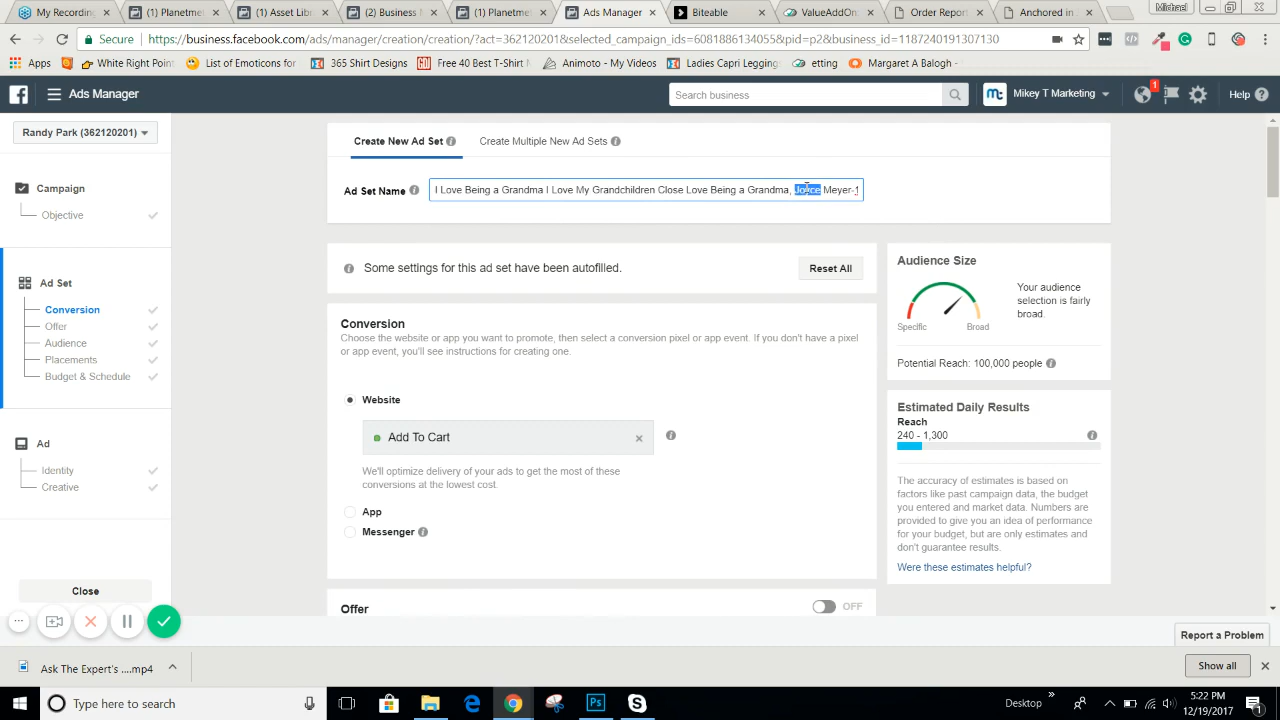 My Recording
(1) Planetme
(1) Asset Lib
(2) Business
(1) Planetme
Ads Manager
Biteable
ValueAddOn
Order Report
Anchored in
Michael
Secure
https://business.facebook.com/ads/manager/creation/creation/?act=362120201&selected_campaign_ids=6081886134055&pid=p2&business_id=1187240191307130
Apps
White Right Point
List of Emoticons for
365 Shirt Designs
Free 40 Best T-Shirt
Animoto - My Videos
Ladies Capri Legging
etting
Margaret A Balogh -
Ads Manager
Search business
Mikey T Marketing
1
Help
Randy Park (362120201)
Campaign
Objective
Ad Set
Conversion
Offer
Audience
Placements
Budget & Schedule
Ad
Identity
Creative
Close
Create New Ad Set
Create Multiple New Ad Sets
Ad Set Name
I Love Being a Grandma I Love My Grandchildren Close Love Being a Grandma, Joyce Meyer-1
Some settings for this ad set have been autofilled.
Reset All
Conversion
Choose the website or app you want to promote, then select a conversion pixel or app event. If you don't have a pixel
or app event, you'll see instructions for creating one.
Website
Add To Cart
We'll optimize delivery of your ads to get the most of these
conversions at the lowest cost.
App
Messenger
Offer
OFF
Audience Size
Your audience
selection is fairly
broad.
Specific
Broad
Potential Reach: 100,000 people
Estimated Daily Results
Reach
240 - 1,300
The accuracy of estimates is based on
factors like past campaign data, the budget
you entered and market data. Numbers are
provided to give you an idea of performance
for your budget, but are only estimates and
don't guarantee results.
Were these estimates helpful?
Report a Problem
Ask The Expert's ....mp4
Show all
Type here to search
Ps
Desktop
5:22 PM
12/19/2017
1